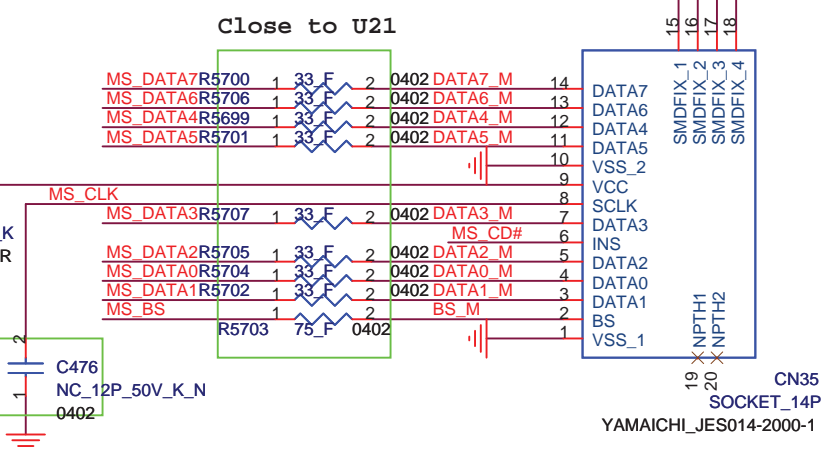 Close to U21
15 16 17 18
SMDFIX_1 SMDFIX_2 SMDFIX_3 SMDFIX_4
MS_DATA7 R5700 1 33_F 2 0402 DATA7_M 14 DATA7
MS_DATA6 R5706 1 33_F 2 0402 DATA6_M 13 DATA6
MS_DATA4 R5699 1 33_F 2 0402 DATA4_M 12 DATA4
MS_DATA5 R5701 1 33_F 2 0402 DATA5_M 11 DATA5
10 VSS_2
9 VCC
MS_CLK 8 SCLK
MS_DATA3 R5707 1 33_F 2 0402 DATA3_M 7 DATA3
_K MS_CD# 6 INS
R
MS_DATA2 R5705 1 33_F 2 0402 DATA2_M 5 DATA2
MS_DATA0 R5704 1 33_F 2 0402 DATA0_M 4 DATA0
MS_DATA1 R5702 1 33_F 2 0402 DATA1_M 3 DATA1
MS_BS 1 2 BS_M 2 BS
R5703 75_F 0402 1 VSS_1
NPTH1 NPTH2
19 20
2
C476
NC_12P_50V_K_N
1
0402
CN35
SOCKET_14P
YAMAICHI_JES014-2000-1